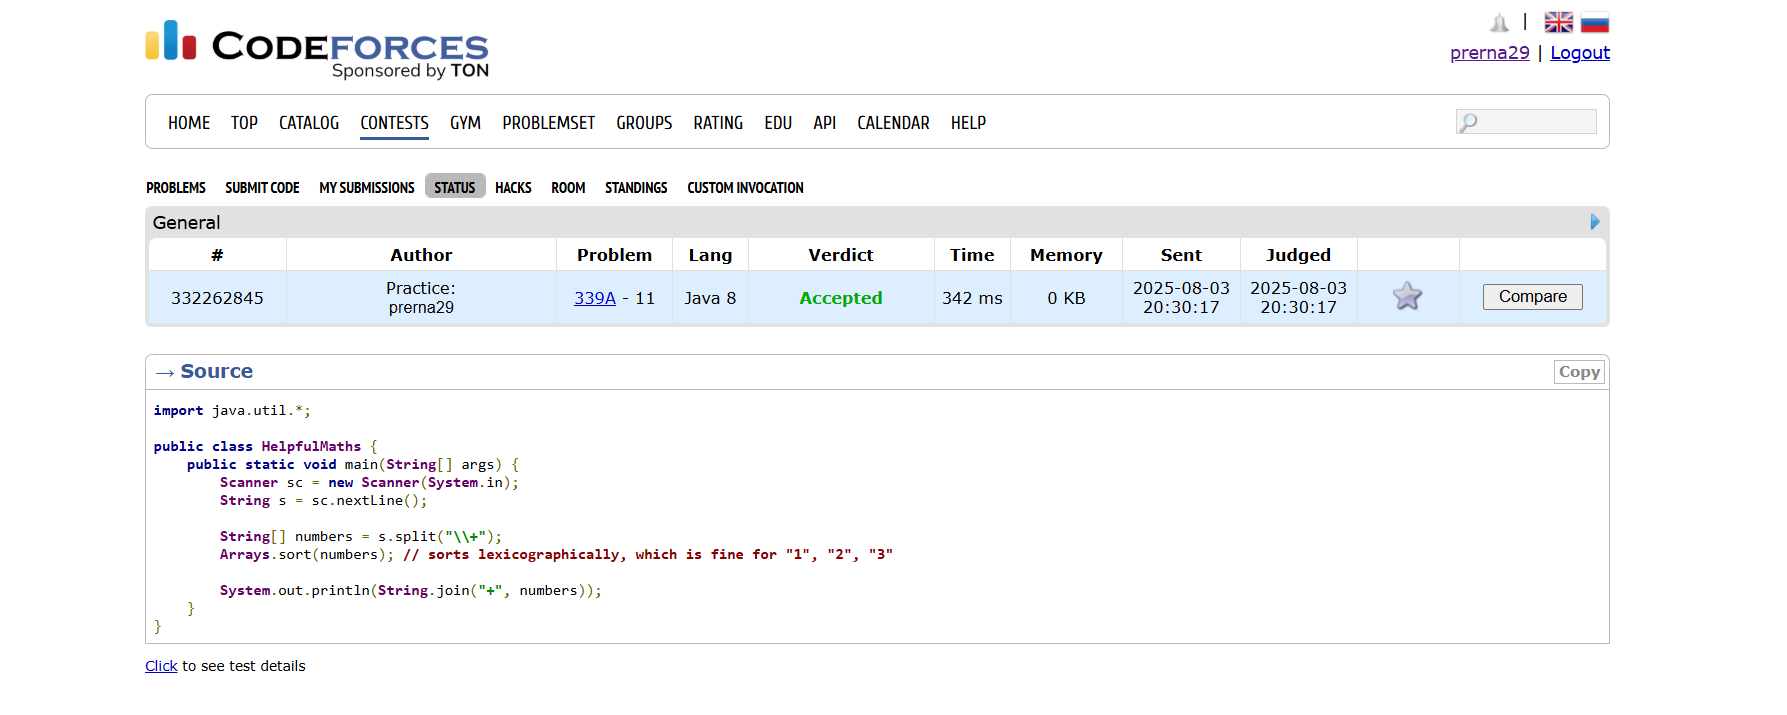 CODEFORCES
Sponsored by TON
|
prerna29 | Logout
HOME TOP CATALOG CONTESTS GYM PROBLEMSET GROUPS RATING EDU API CALENDAR HELP
PROBLEMS SUBMIT CODE MY SUBMISSIONS STATUS HACKS ROOM STANDINGS CUSTOM INVOCATION
General
# Author Problem Lang Verdict Time Memory Sent Judged
332262845 Practice: prerna29 339A - 11 Java 8 Accepted 342 ms 0 KB 2025-08-03 20:30:17 2025-08-03 20:30:17 Compare
→ Source Copy
import java.util.*;
public class HelpfulMaths {
    public static void main(String[] args) {
        Scanner sc = new Scanner(System.in);
        String s = sc.nextLine();
        String[] numbers = s.split("\\+");
        Arrays.sort(numbers); // sorts lexicographically, which is fine for "1", "2", "3"
        System.out.println(String.join("+", numbers));
    }
}
Click to see test details